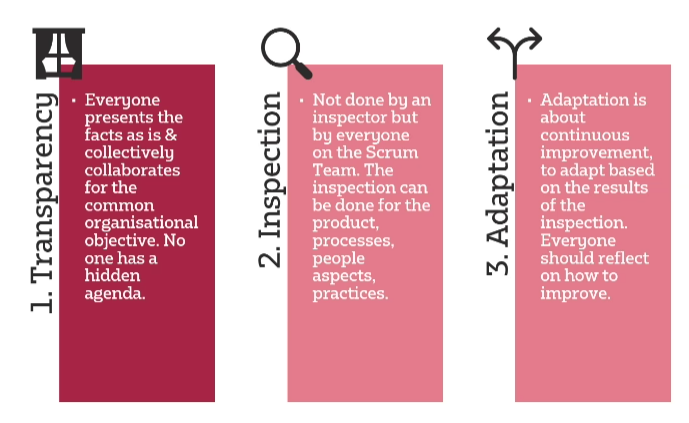 1. Transparency
• Everyone
presents the
facts as is &
collectively
collaborates
for the
common
organisational
objective. No
one has a
hidden
agenda.
2. Inspection
• Not done by an
inspector but
by everyone
on the Scrum
Team. The
inspection can
be done for the
product,
processes,
people
aspects,
practices.
3. Adaptation
• Adaptation is
about
continuous
improvement,
to adapt based
on the results
of the
inspection.
Everyone
should reflect
on how to
improve.